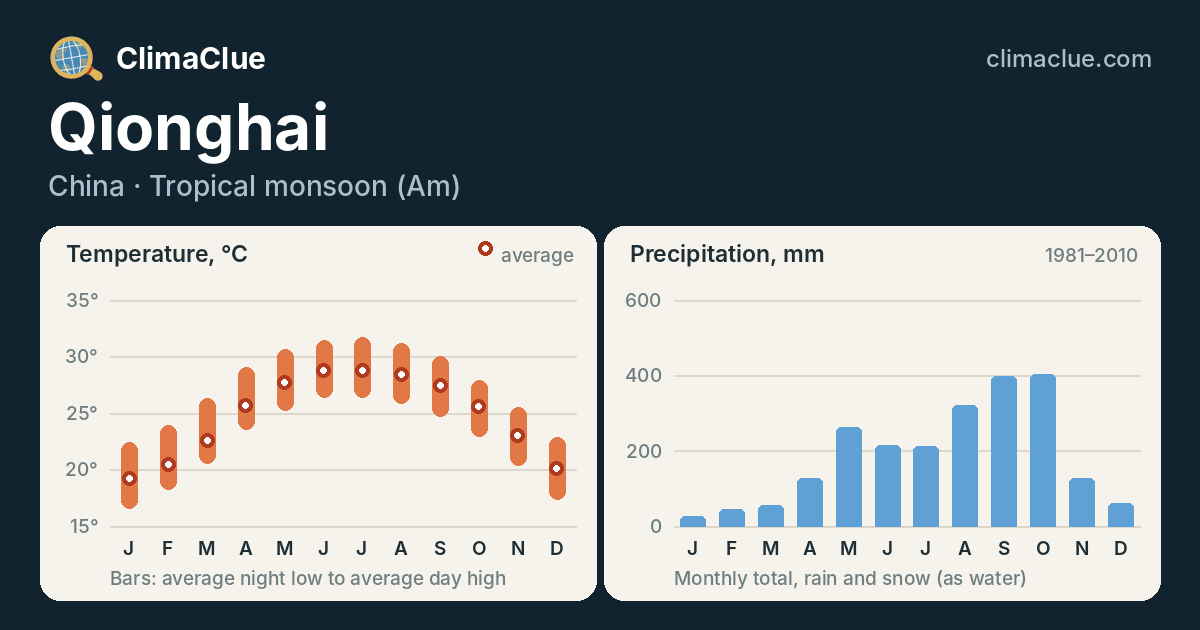 ClimaClue
climaclue.com
Qionghai
China · Tropical monsoon (Am)
Temperature, °C
average
35°
30°
25°
20°
15°
J F M A M J J A S O N D
Bars: average night low to average day high
Precipitation, mm
1981–2010
600
400
200
0
J F M A M J J A S O N D
Monthly total, rain and snow (as water)